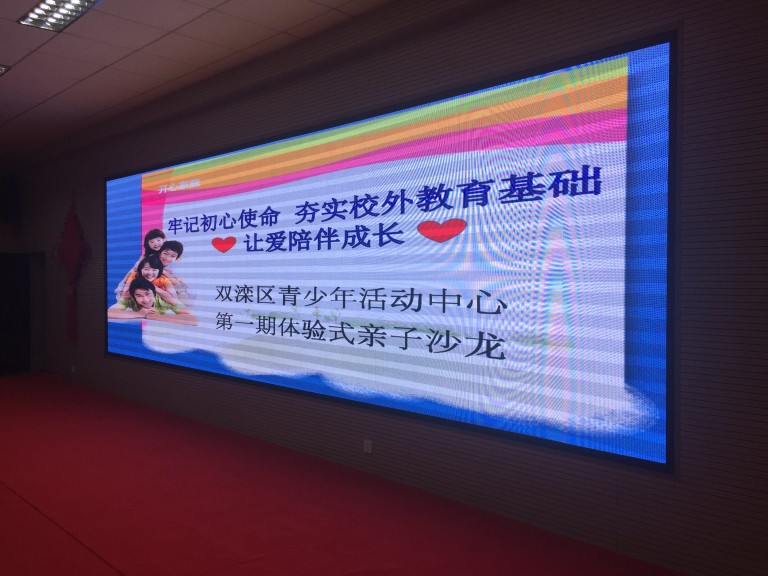 牢记初心使命 夯实校外教育基础
让爱陪伴成长
双滦区青少年活动中心
第一期体验式亲子沙龙